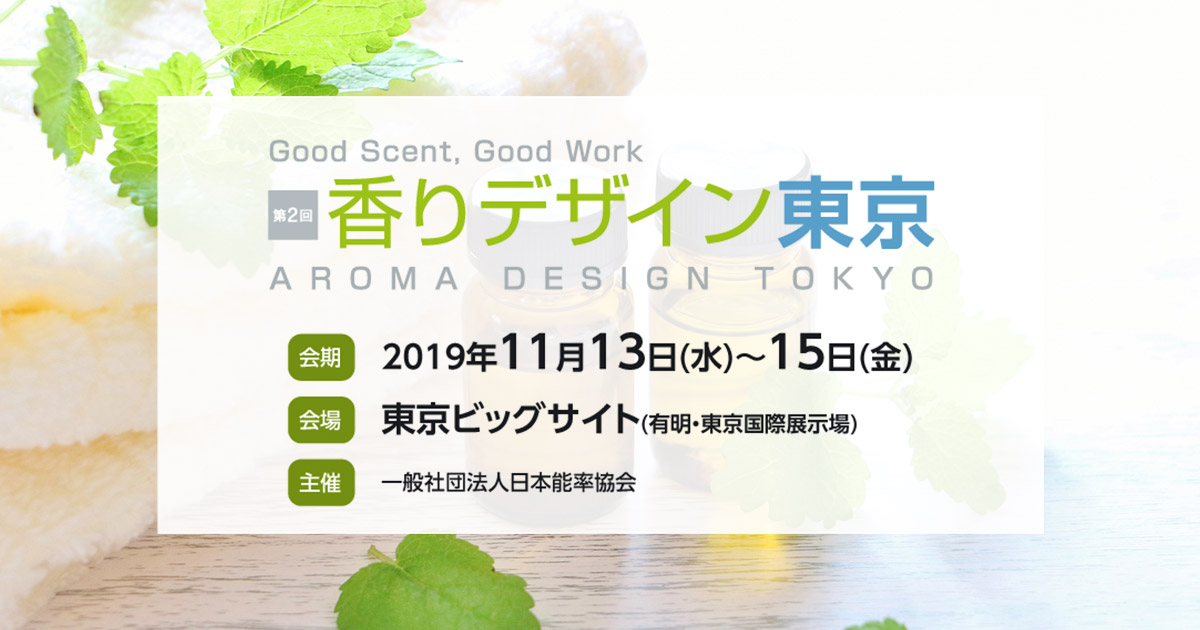 Good Scent, Good Work
第2回 香りデザイン東京
AROMA DESIGN TOKYO
会期 2019年11月13日(水)～15日(金)
会場 東京ビッグサイト(有明・東京国際展示場)
主催 一般社団法人日本能率協会